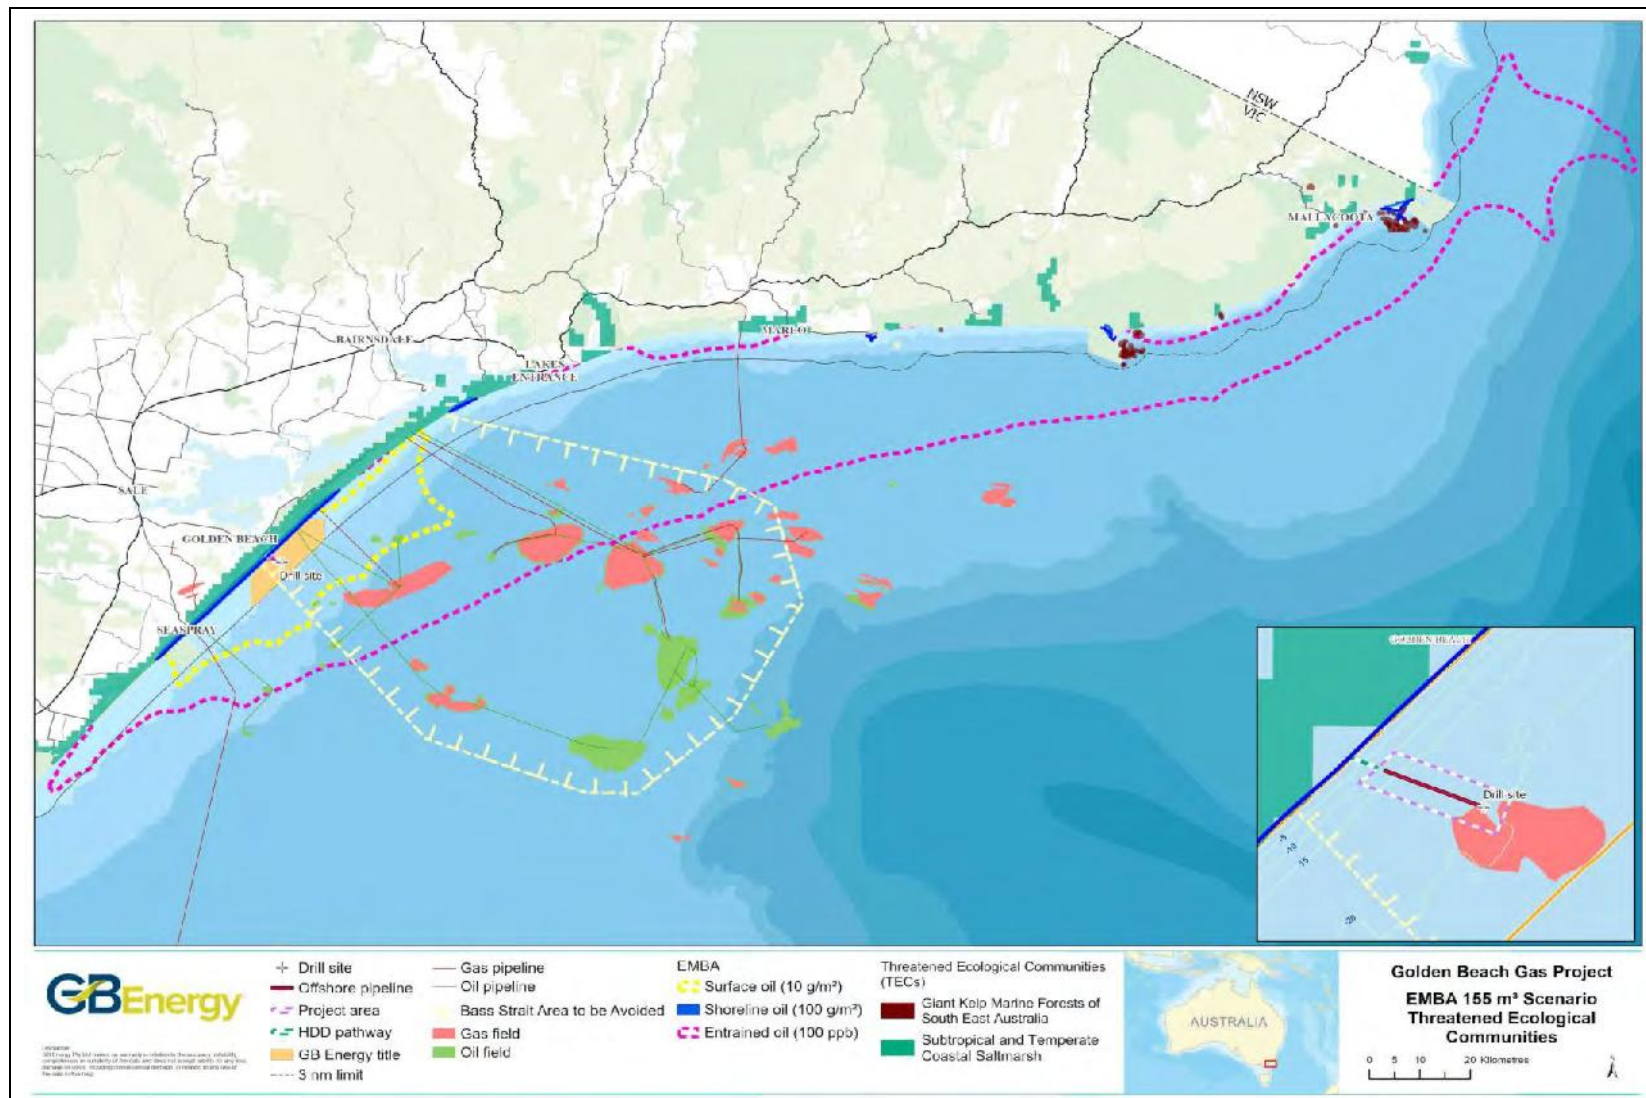 NSW
VIC
MALLACOOTA
MARLO
BAIRNSDALE
LAKES
ENTRANCE
SALE
GOLDEN BEACH
Drill site
SEASPRAY
GOLDEN BEACH
Drill site
-5
-10
15
-20
GBEnergy
Drill site
Offshore pipeline
Project area
HDD pathway
GB Energy title
3 nm limit
Gas pipeline
Oil pipeline
Bass Strait Area to be Avoided
Gas field
Oil field
EMBA
Surface oil (10 g/m²)
Shoreline oil (100 g/m²)
Entrained oil (100 ppb)
Threatened Ecological Communities
(TECs)
Giant Kelp Marine Forests of
South East Australia
Subtropical and Temperate
Coastal Saltmarsh
AUSTRALIA
Golden Beach Gas Project
EMBA 155 m³ Scenario
Threatened Ecological
Communities
0 5 10 20 Kilometres